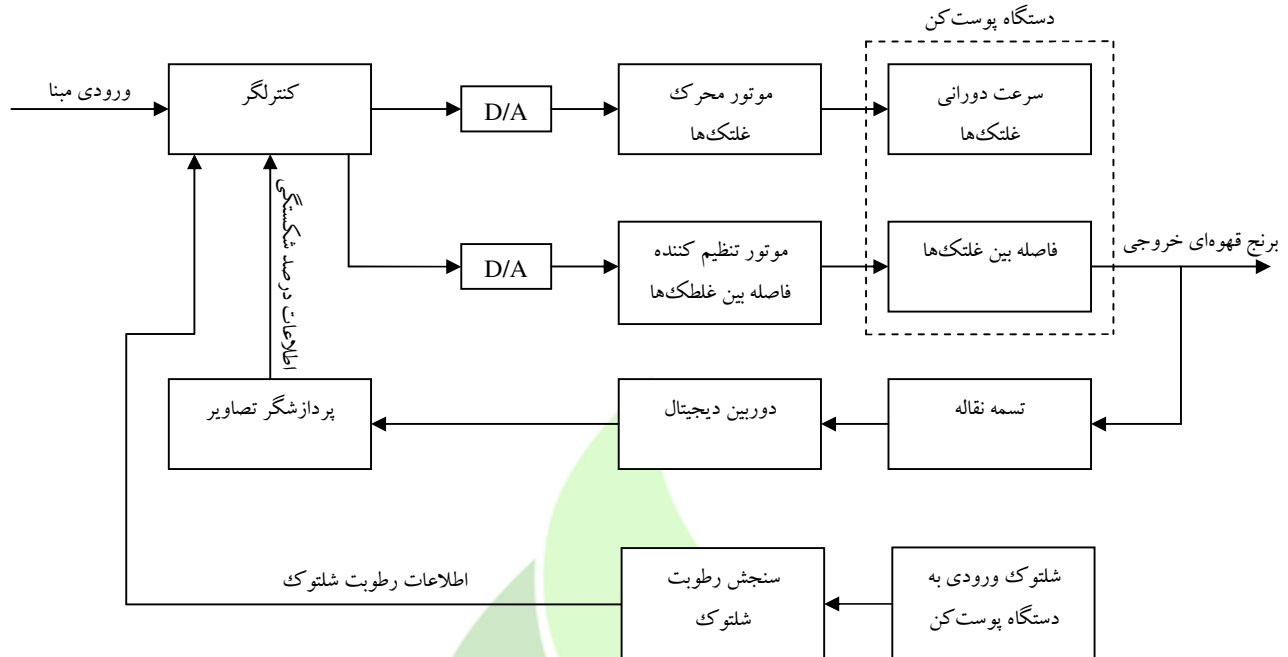 دستگاه پوست‌کن
ورودی مبنا
کنترلگر
D/A
موتور محرک
غلتک‌ها
سرعت دورانی
غلتک‌ها
اطلاعات درصد شکستگی
D/A
موتور تنظیم کننده
فاصله بین غلطک‌ها
فاصله بین غلتک‌ها
برنج قهوه‌ای خروجی
پردازشگر تصاویر
دوربین دیجیتال
تسمه نقاله
اطلاعات رطوبت شلتوک
سنجش رطوبت
شلتوک
شلتوک ورودی به
دستگاه پوست‌کن